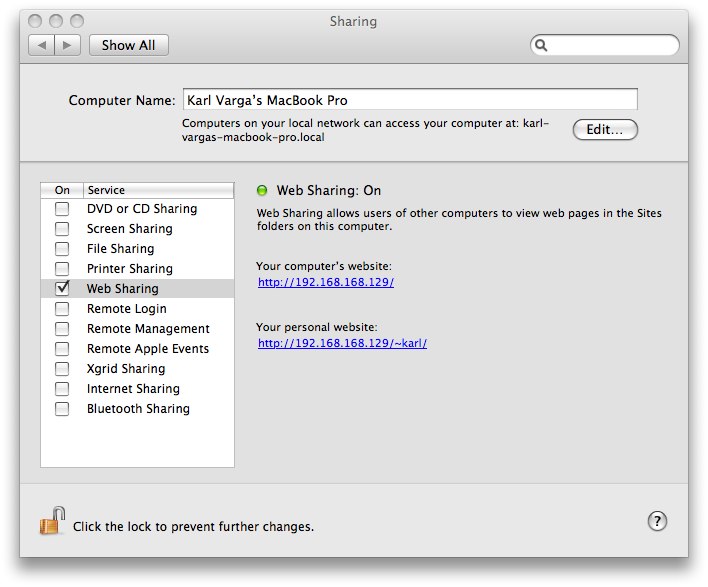 Sharing
Show All
Computer Name: Karl Varga's MacBook Pro
Computers on your local network can access your computer at: karl-
vargas-macbook-pro.local
Edit...
On Service
DVD or CD Sharing
Screen Sharing
File Sharing
Printer Sharing
Web Sharing
Remote Login
Remote Management
Remote Apple Events
Xgrid Sharing
Internet Sharing
Bluetooth Sharing
Web Sharing: On
Web Sharing allows users of other computers to view web pages in the Sites
folders on this computer.
Your computer's website:
http://192.168.168.129/
Your personal website:
http://192.168.168.129/~karl/
Click the lock to prevent further changes.
?